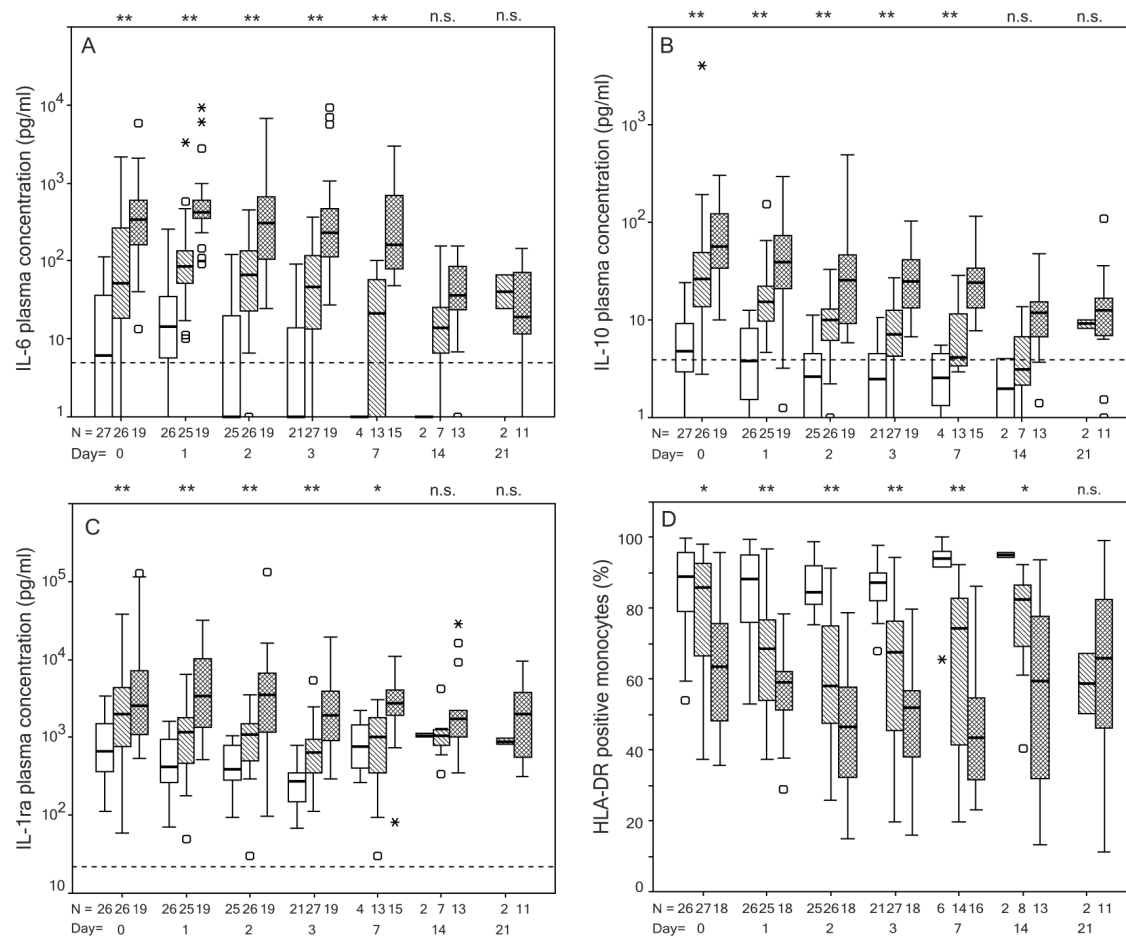 ** ** ** ** ** n.s. n.s.
A
IL-6 plasma concentration (pg/ml)
10^4
10^3
10^2
10
1
N = 27 26 19 26 25 19 25 26 19 21 27 19 4 13 15 2 7 13 2 11
Day= 0 1 2 3 7 14 21
** ** ** ** ** n.s. n.s.
B
IL-10 plasma concentration (pg/ml)
10^3
10^2
10
1
N= 27 26 19 26 25 19 25 26 19 21 27 19 4 13 15 2 7 13 2 11
Day= 0 1 2 3 7 14 21
** ** ** ** * n.s. n.s.
C
IL-1ra plasma concentration (pg/ml)
10^5
10^4
10^3
10^2
10
N = 26 26 19 26 25 19 25 26 19 21 27 19 4 13 15 2 7 13 2 11
Day= 0 1 2 3 7 14 21
* ** ** ** ** * n.s.
D
HLA-DR positive monocytes (%)
100
80
60
40
20
0
N = 26 27 18 26 25 18 25 26 18 21 27 18 6 14 16 2 8 13 2 11
Day= 0 1 2 3 7 14 21